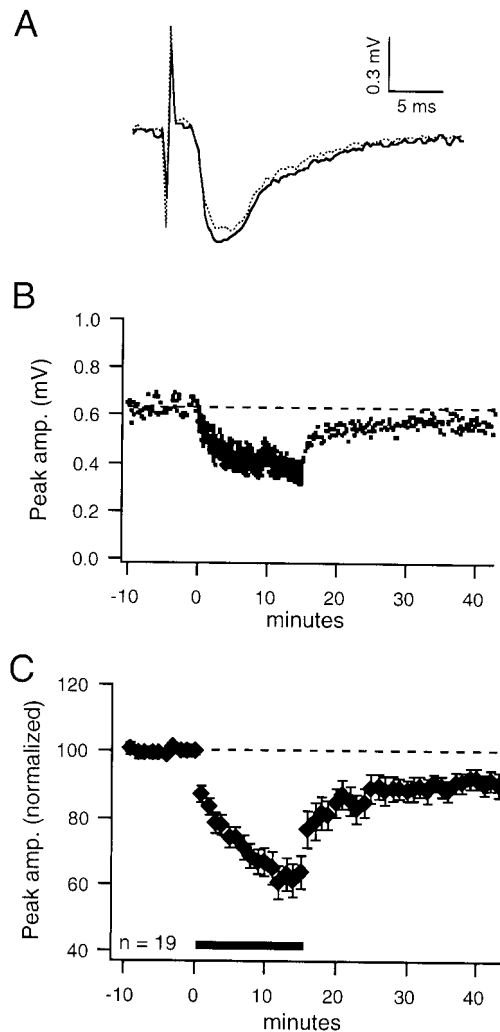 A
0.3 mV
5 ms
B
Peak amp. (mV)
1.0
0.8
0.6
0.4
0.2
0.0
-10 0 10 20 30 40
minutes
C
Peak amp. (normalized)
120
100
80
60
40
n = 19
-10 0 10 20 30 40
minutes